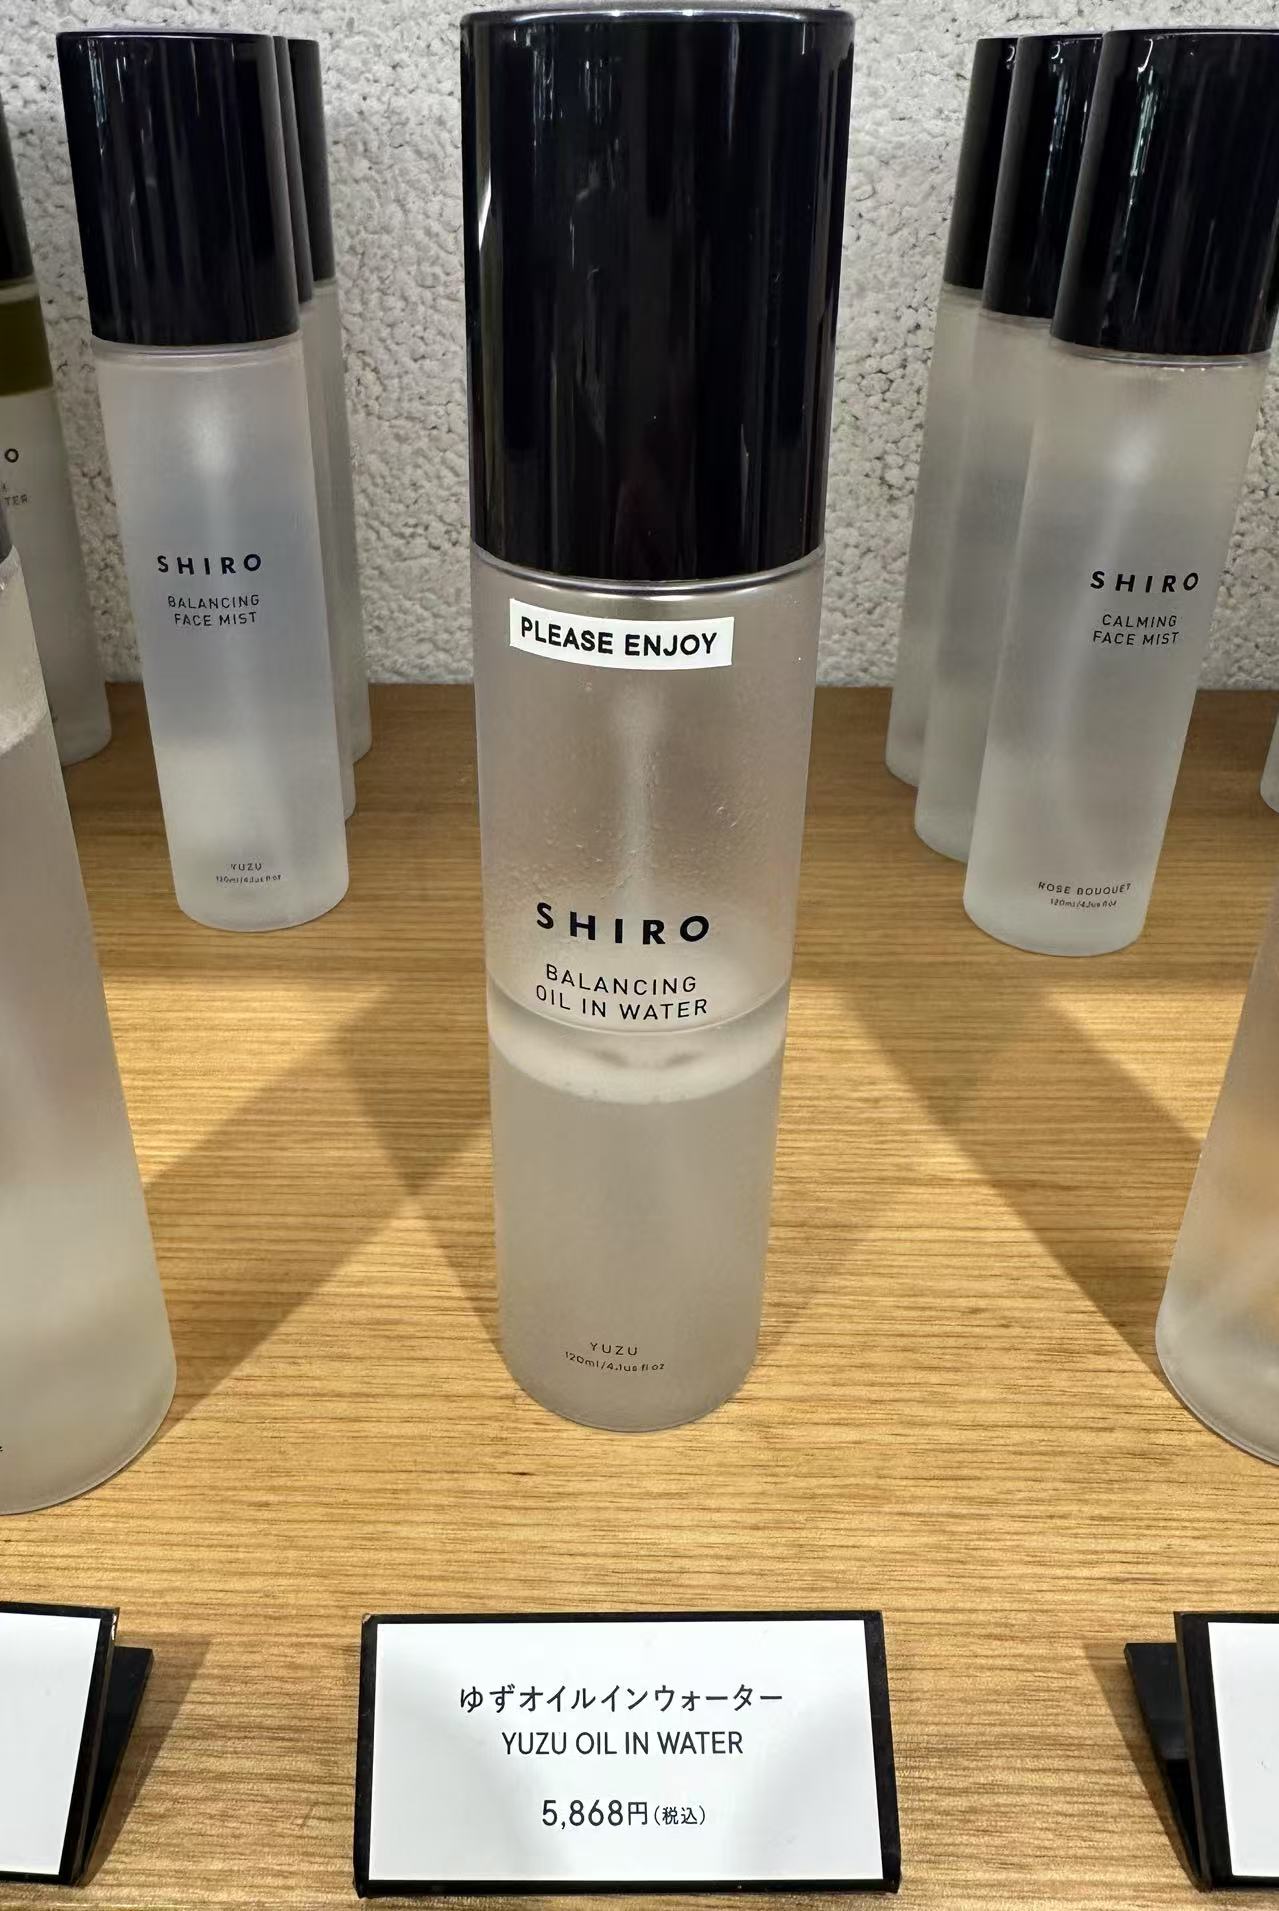 SHIRO
BALANCING
FACE MIST
YUZU
120ml/4.1us fl oz
PLEASE ENJOY
SHIRO
BALANCING
OIL IN WATER
YUZU
120ml/4.1us fl oz
SHIRO
CALMING
FACE MIST
ROSE BOUQUET
120ml/4.1us fl oz
ゆずオイルインウォーター
YUZU OIL IN WATER
5,868円(税込)